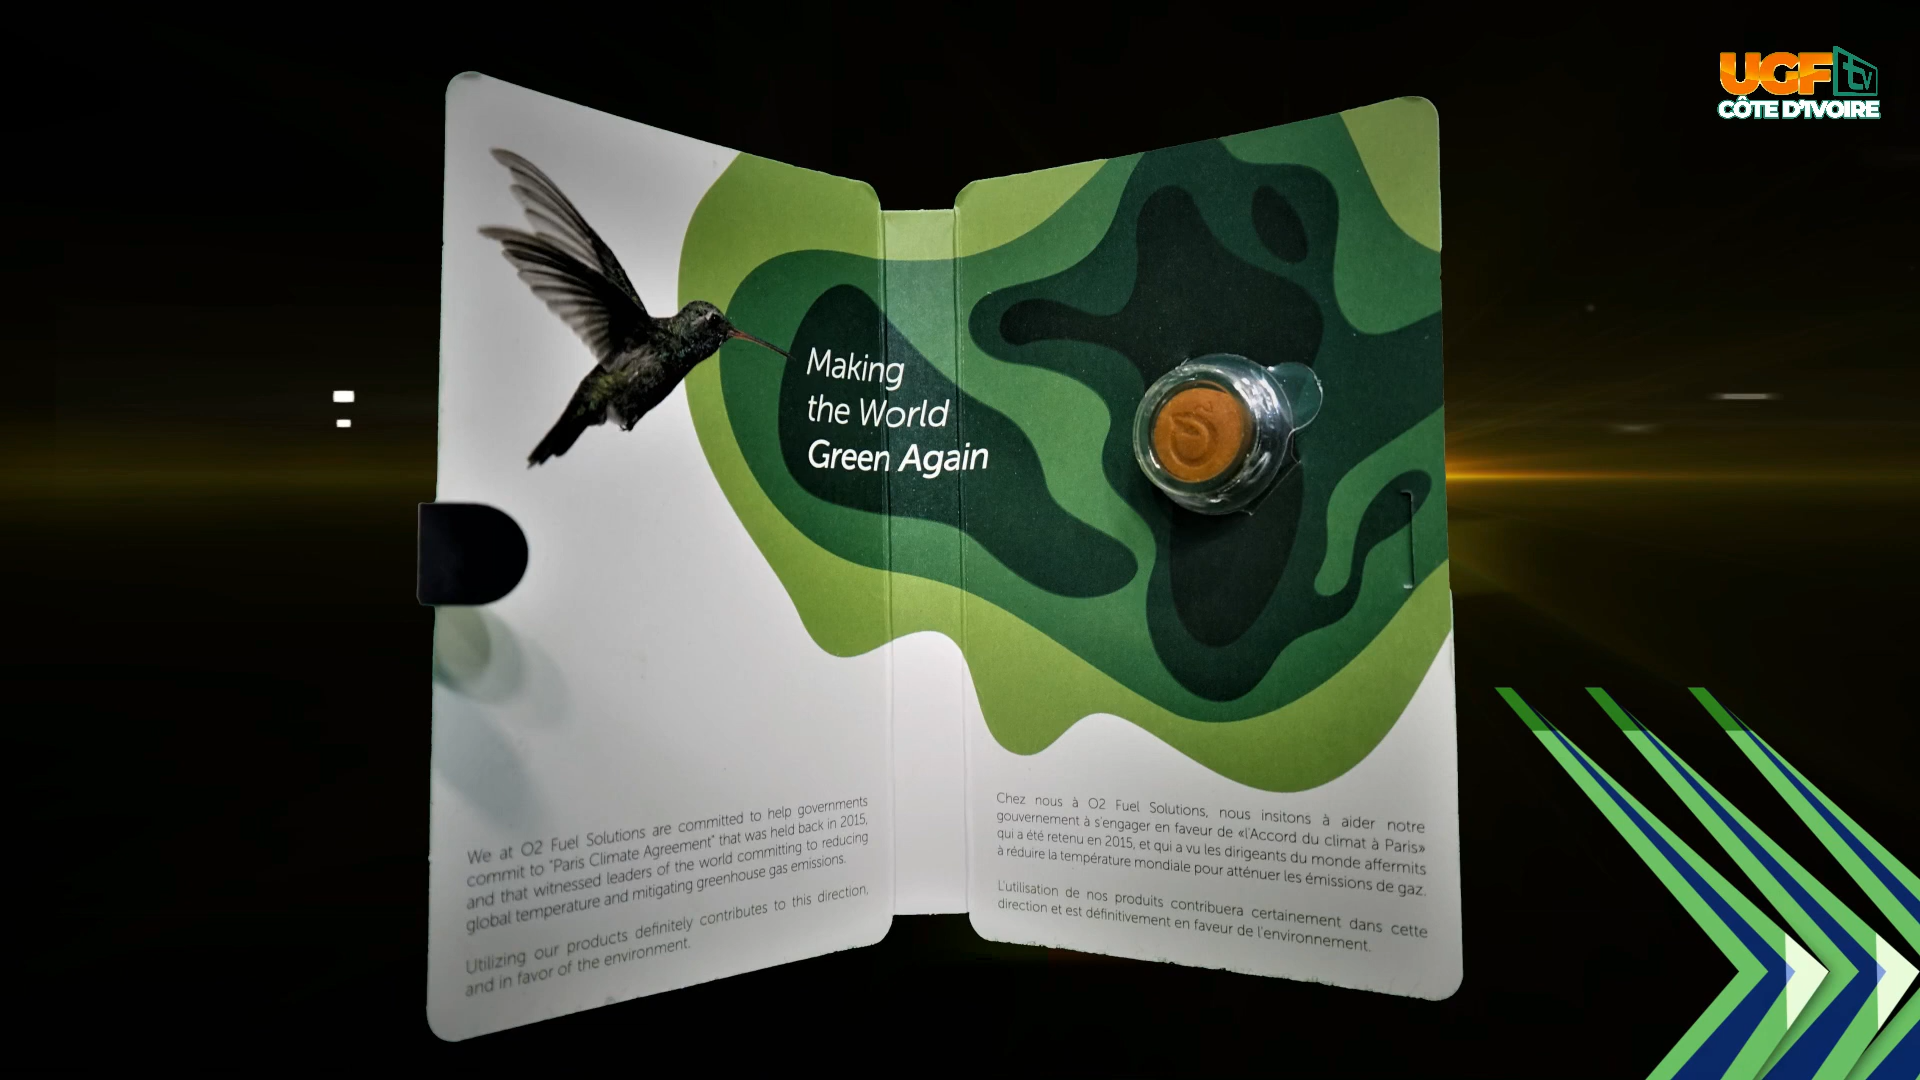 UGF tv
CÔTE D'IVOIRE
Making
the World
Green Again
We at O2 Fuel Solutions are committed to help governments
commit to "Paris Climate Agreement" that was held back in 2015,
and that witnessed leaders of the world committing to reducing
global temperature and mitigating greenhouse gas emissions.
Utilizing our products definitely contributes to this direction,
and in favor of the environment.
Chez nous à O2 Fuel Solutions, nous insitons à aider notre
gouvernement à s'engager en faveur de «l'Accord du climat à Paris»
qui a été retenu en 2015, et qui a vu les dirigeants du monde affermits
à réduire la température mondiale pour atténuer les émissions de gaz.
L'utilisation de nos produits contribuera certainement dans cette
direction et est définitivement en faveur de l'environnement.